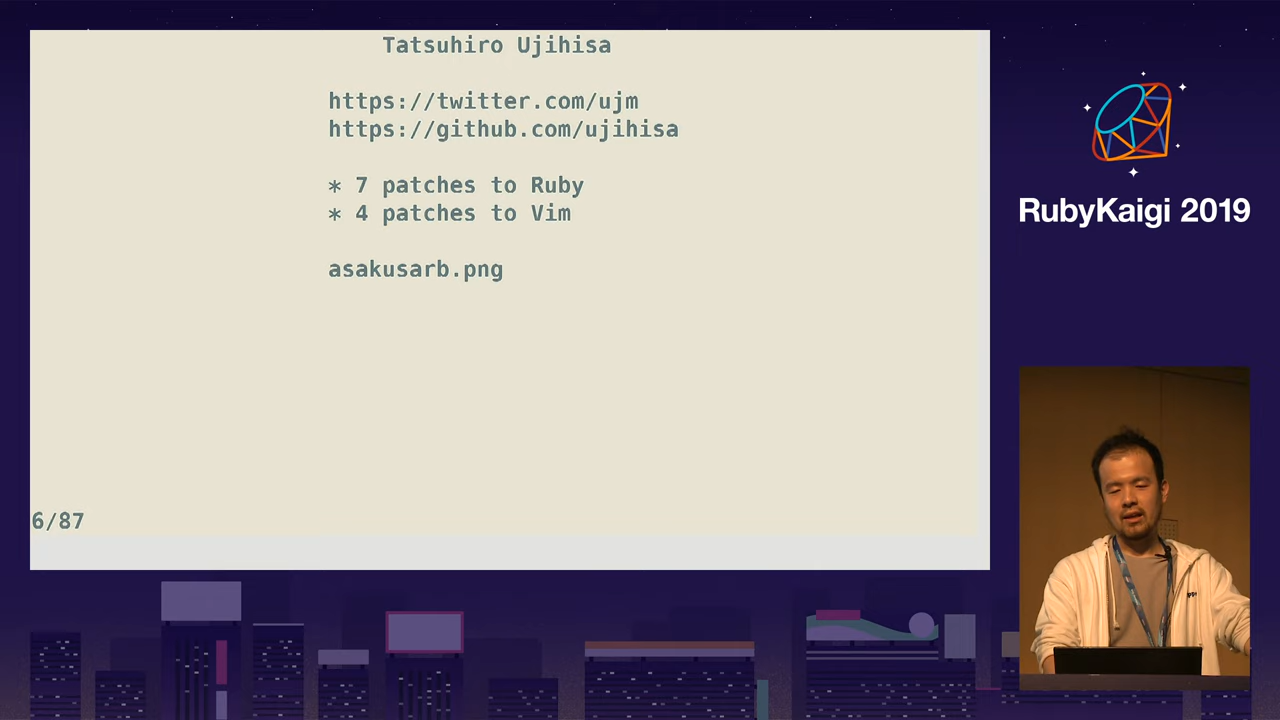 Tatsuhiro Ujihisa
https://twitter.com/ujm
https://github.com/ujihisa
* 7 patches to Ruby
* 4 patches to Vim
asakusarb.png
6/87
RubyKaigi 2019